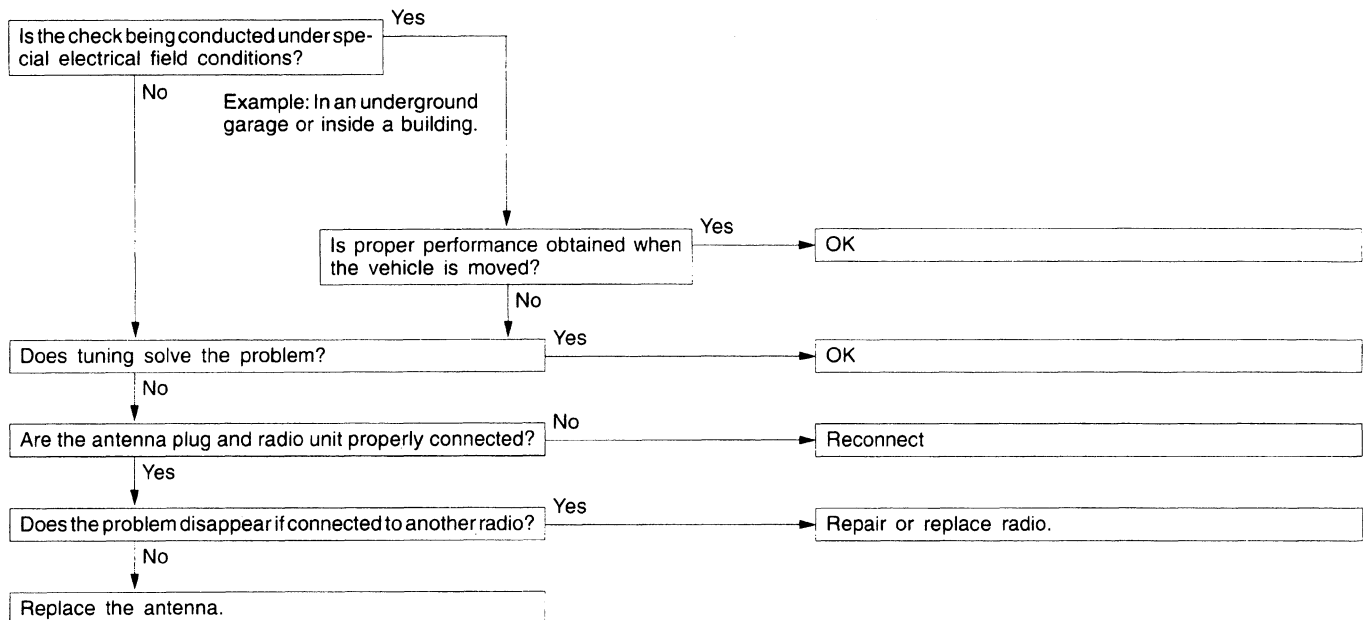 Yes
Is the check being conducted under spe-
cial electrical field conditions?
No
Example: In an underground
garage or inside a building.
Is proper performance obtained when
the vehicle is moved?
Yes
OK
No
Does tuning solve the problem?
Yes
OK
No
Are the antenna plug and radio unit properly connected?
No
Reconnect
Yes
Does the problem disappear if connected to another radio?
Yes
Repair or replace radio.
No
Replace the antenna.